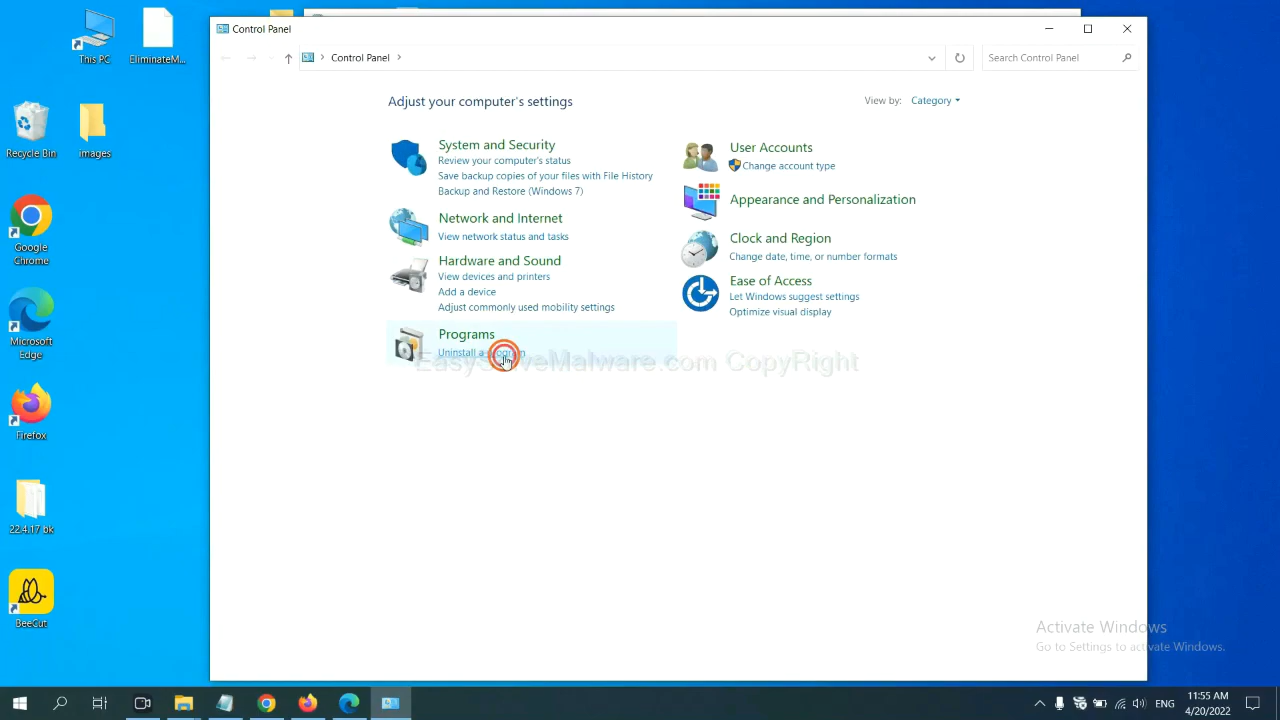 This PC
EliminateM...
Recycle Bin
images
Google
Chrome
Microsoft
Edge
Firefox
22.4.17 bk
BeeCut
Control Panel
Control Panel
Search Control Panel
Adjust your computer's settings
View by: Category
System and Security
Review your computer's status
Save backup copies of your files with File History
Backup and Restore (Windows 7)
Network and Internet
View network status and tasks
Hardware and Sound
View devices and printers
Add a device
Adjust commonly used mobility settings
Programs
Uninstall a program
User Accounts
Change account type
Appearance and Personalization
Clock and Region
Change date, time, or number formats
Ease of Access
Let Windows suggest settings
Optimize visual display
EasySolveMalware.com CopyRight
Activate Windows
Go to Settings to activate Windows.
ENG
11:55 AM
4/20/2022